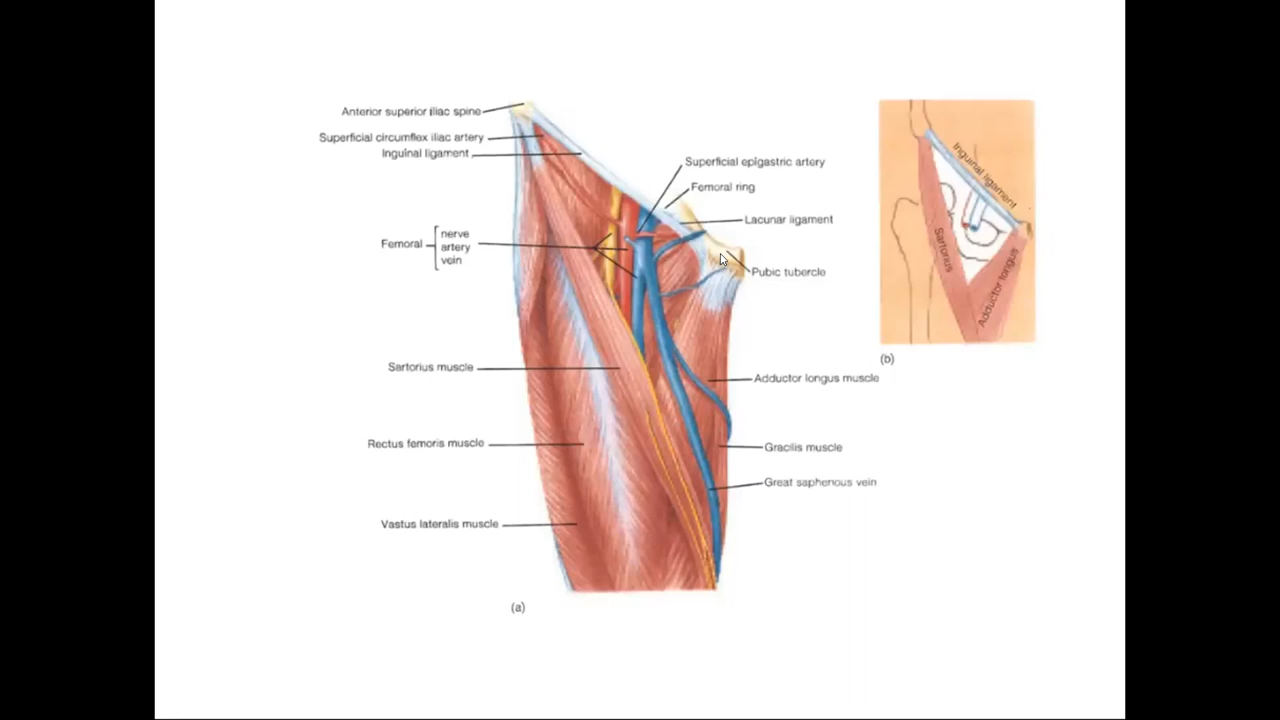 Anterior superior iliac spine
Superficial circumflex iliac artery
Inguinal ligament
Superficial epigastric artery
Femoral ring
Lacunar ligament
Femoral
nerve
artery
vein
Pubic tubercle
Sartorius muscle
Adductor longus muscle
Rectus femoris muscle
Gracilis muscle
Great saphenous vein
Vastus lateralis muscle
(a)
Inguinal ligament
Sartorius
Adductor longus
(b)